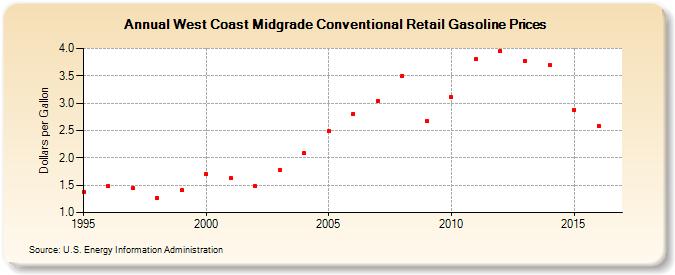 Annual West Coast Midgrade Conventional Retail Gasoline Prices
Dollars per Gallon
4.0
3.5
3.0
2.5
2.0
1.5
1.0
1995 2000 2005 2010 2015
Source: U.S. Energy Information Administration